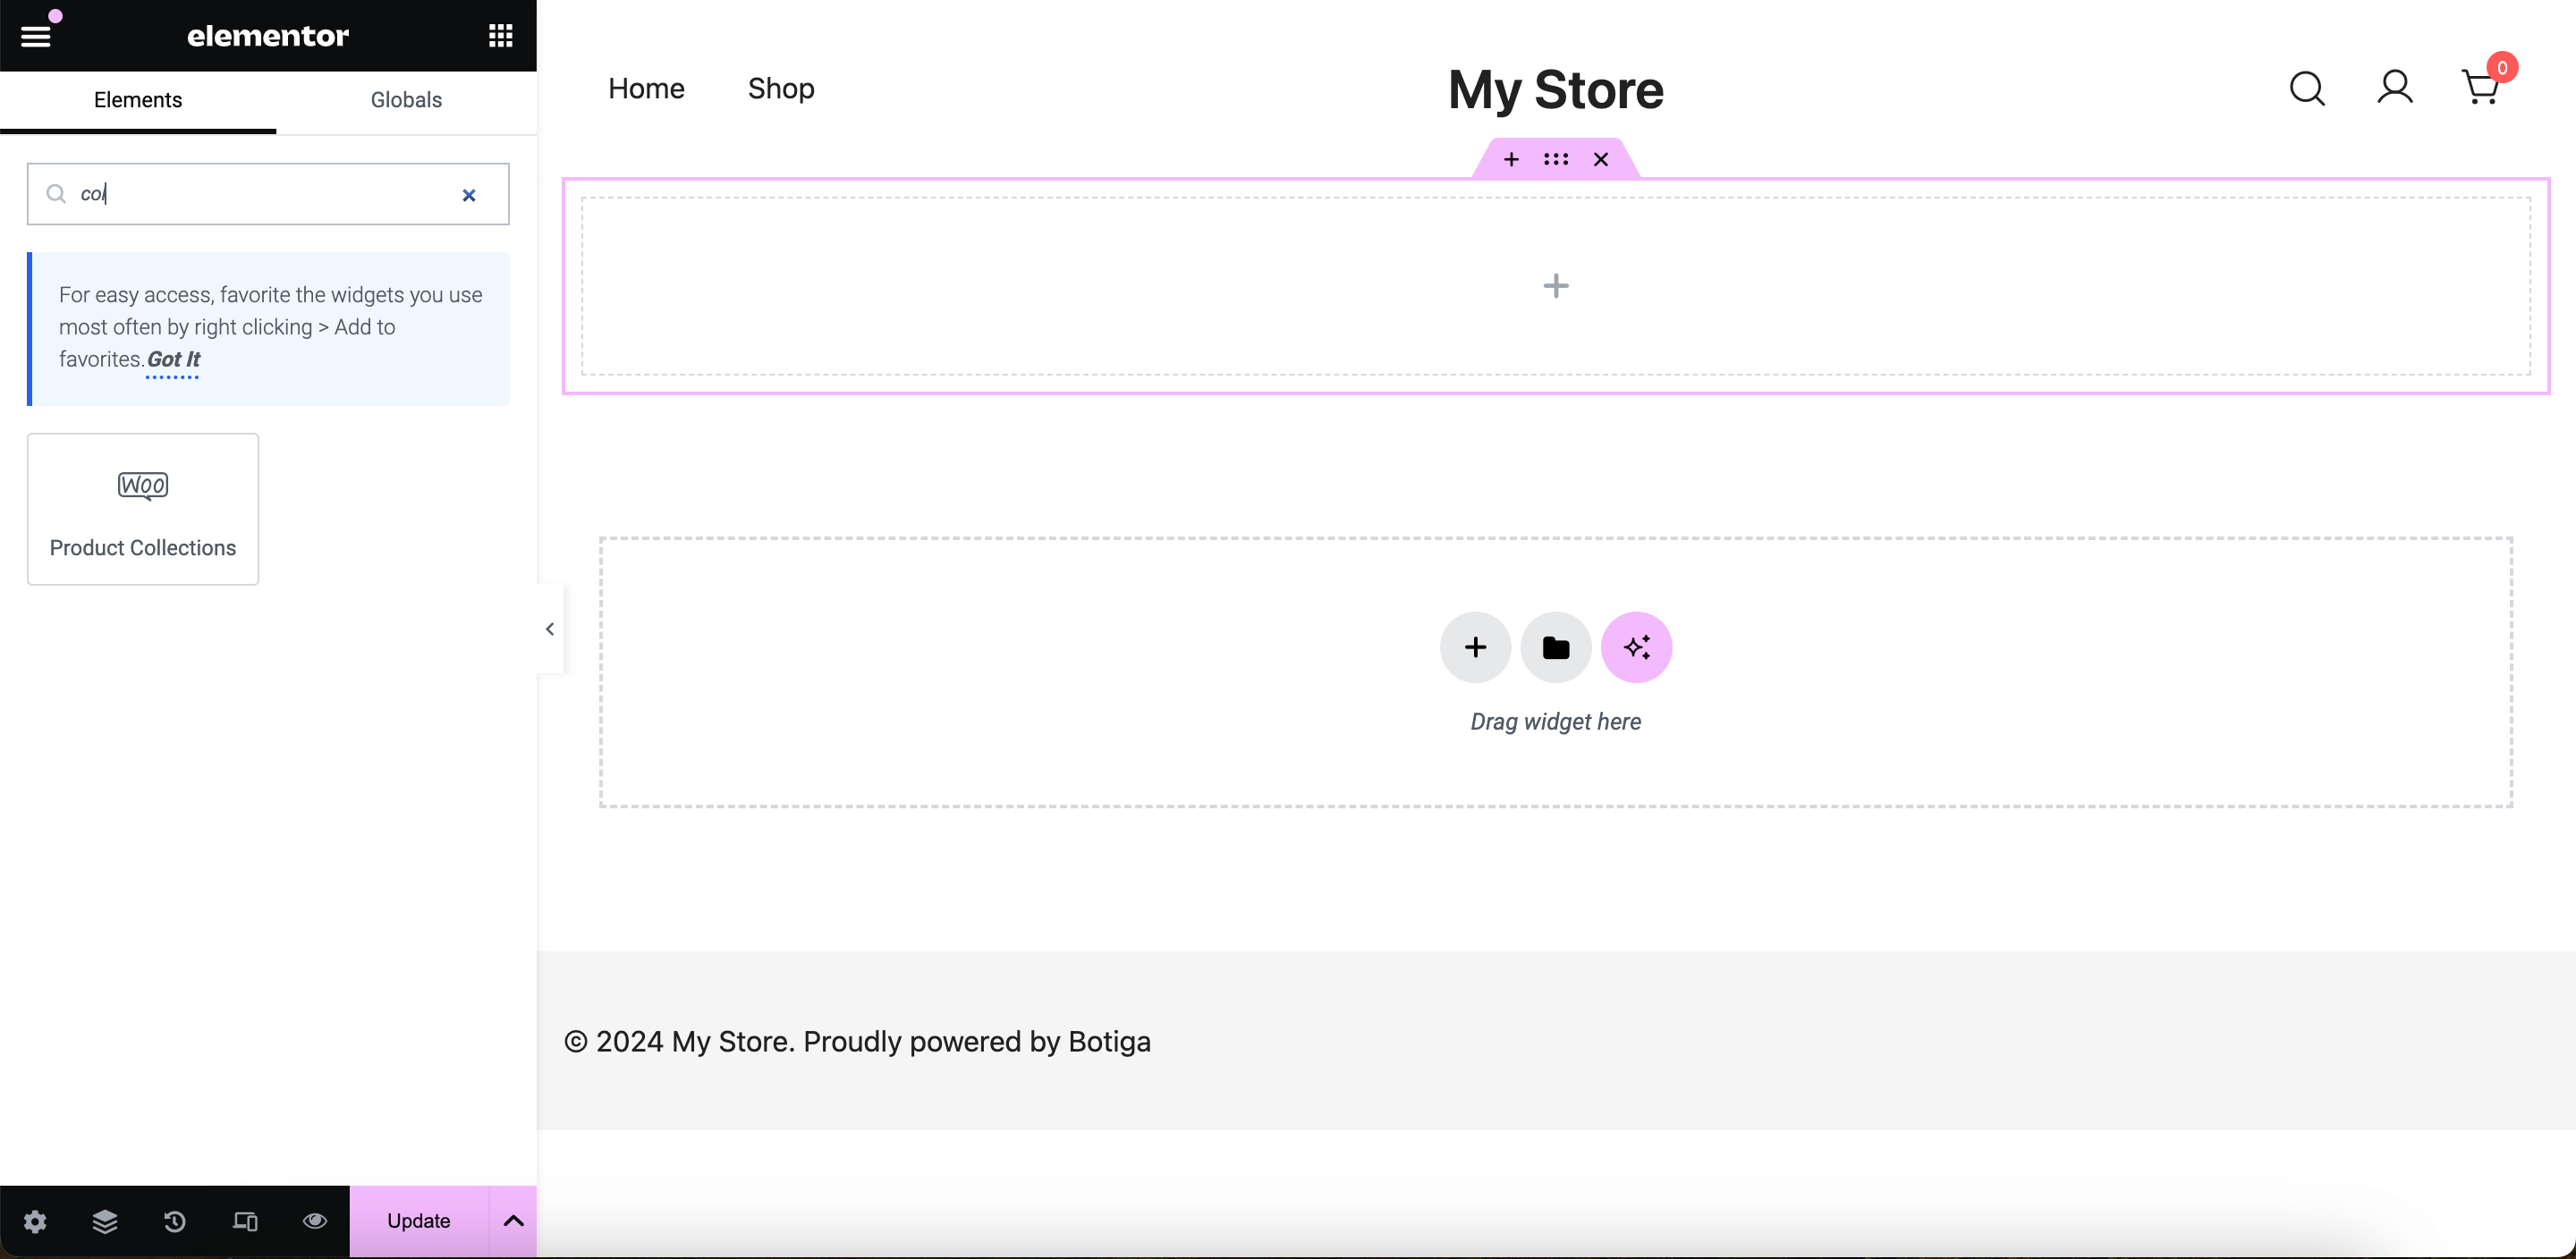 elementor
Elements
Globals
col
For easy access, favorite the widgets you use
most often by right clicking > Add to
favorites. Got It
Woo
Product Collections
Update
Home
Shop
My Store
0
Drag widget here
© 2024 My Store. Proudly powered by Botiga